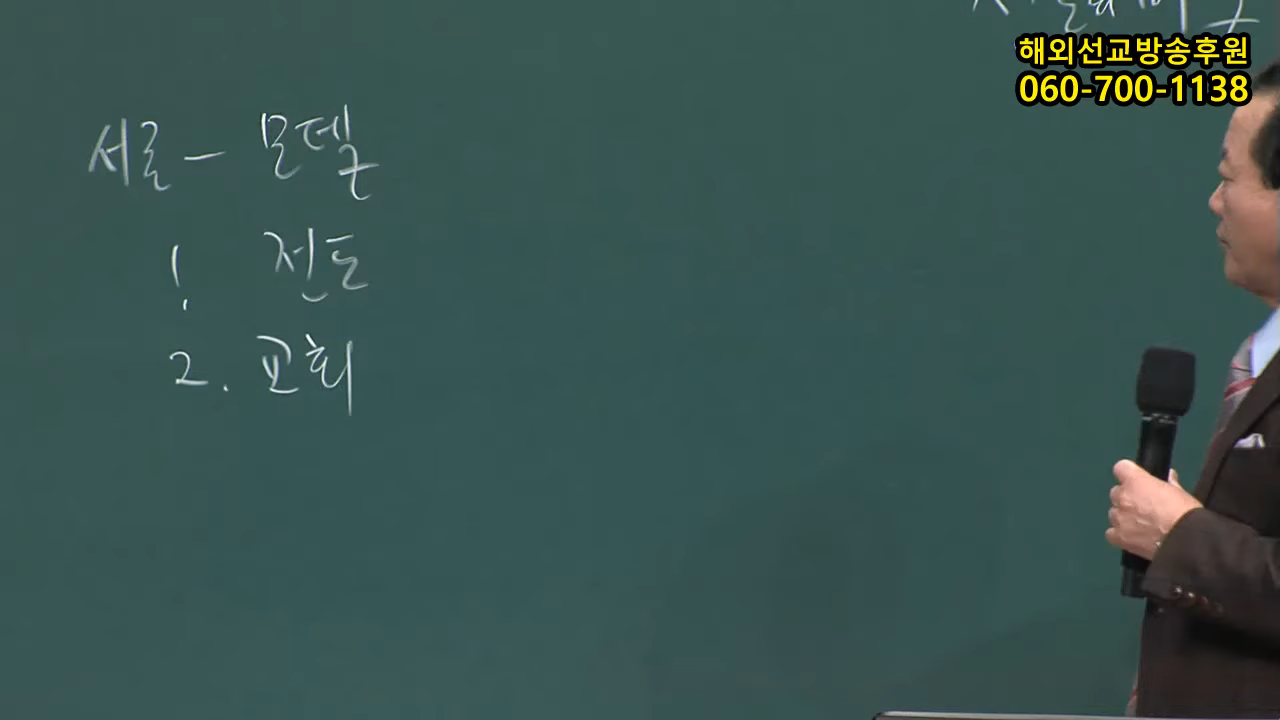 해외선교방송후원
060-700-1138
서론 - 모델
1. 전도
2. 교회